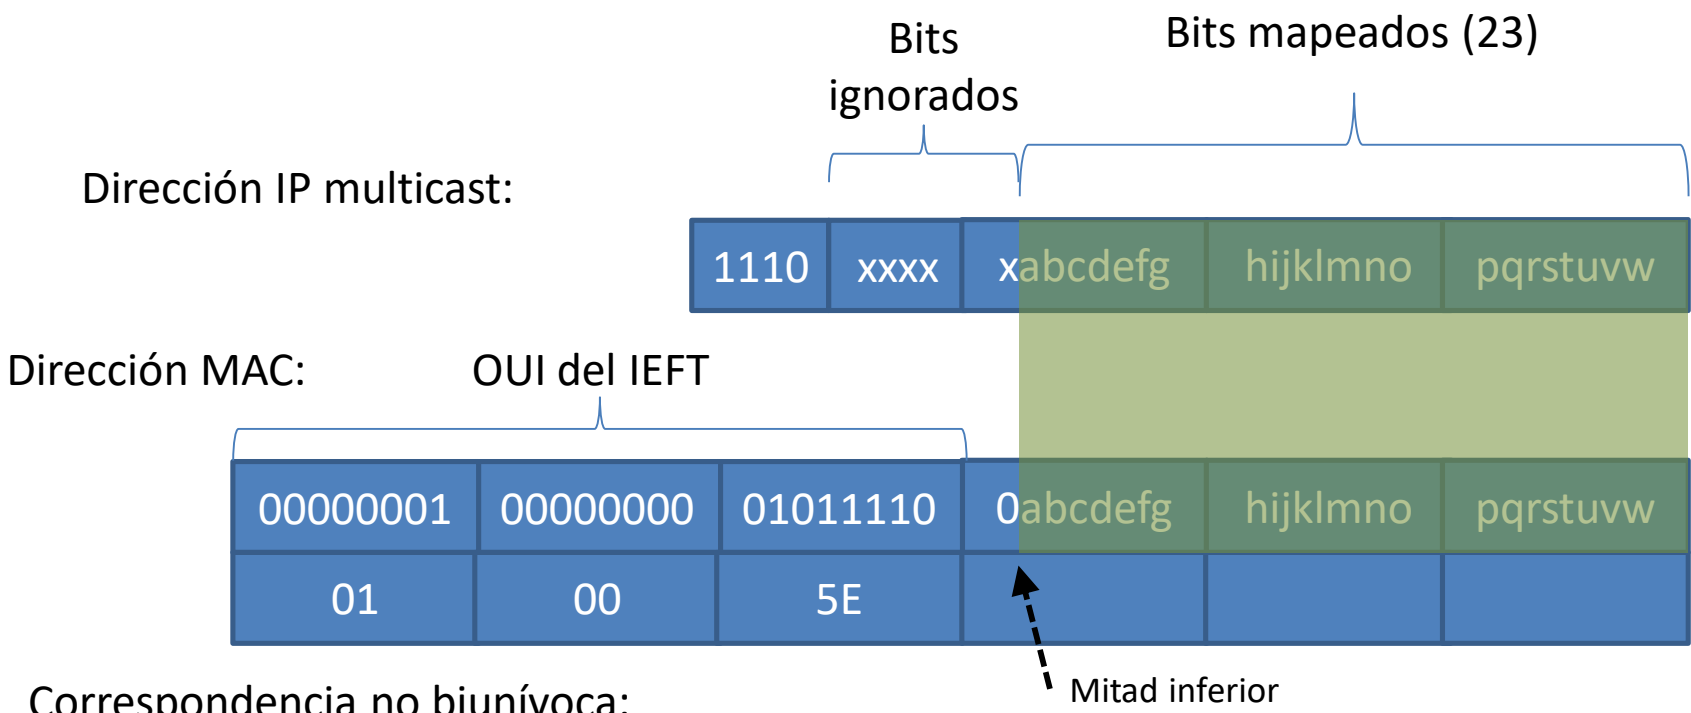 Bits ignorados
Bits mapeados (23)
Dirección IP multicast:
1110 xxxx xabcdefg hijklmno pqrstuvw
Dirección MAC:
OUI del IEFT
00000001 00000000 01011110 0abcdefg hijklmno pqrstuvw
01 00 5E
Mitad inferior
Correspondencia no biunívoca: